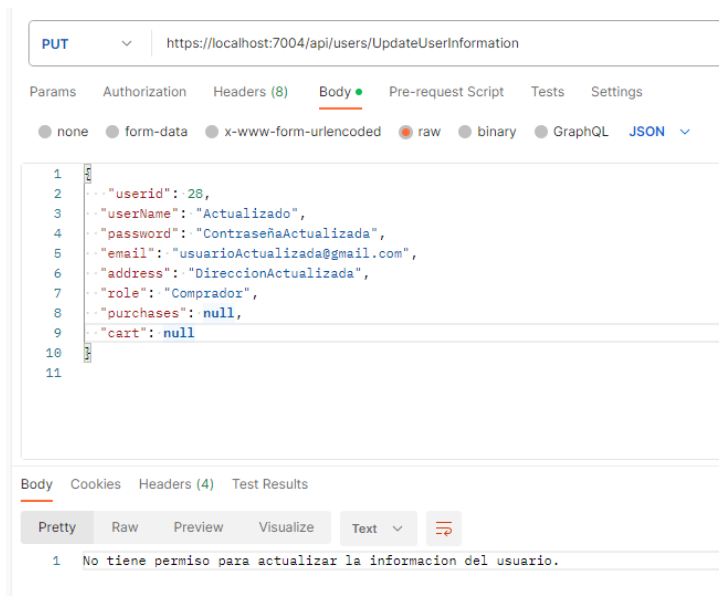 PUT https://localhost:7004/api/users/UpdateUserInformation
Params Authorization Headers (8) Body Pre-request Script Tests Settings
none form-data x-www-form-urlencoded raw binary GraphQL JSON
1 {
2 "userid": 28,
3 "userName": "Actualizado",
4 "password": "ContraseñaActualizada",
5 "email": "usuarioActualizada@gmail.com",
6 "address": "DireccionActualizada",
7 "role": "Comprador",
8 "purchases": null,
9 "cart": null
10 }
11
Body Cookies Headers (4) Test Results
Pretty Raw Preview Visualize Text
1 No tiene permiso para actualizar la informacion del usuario.